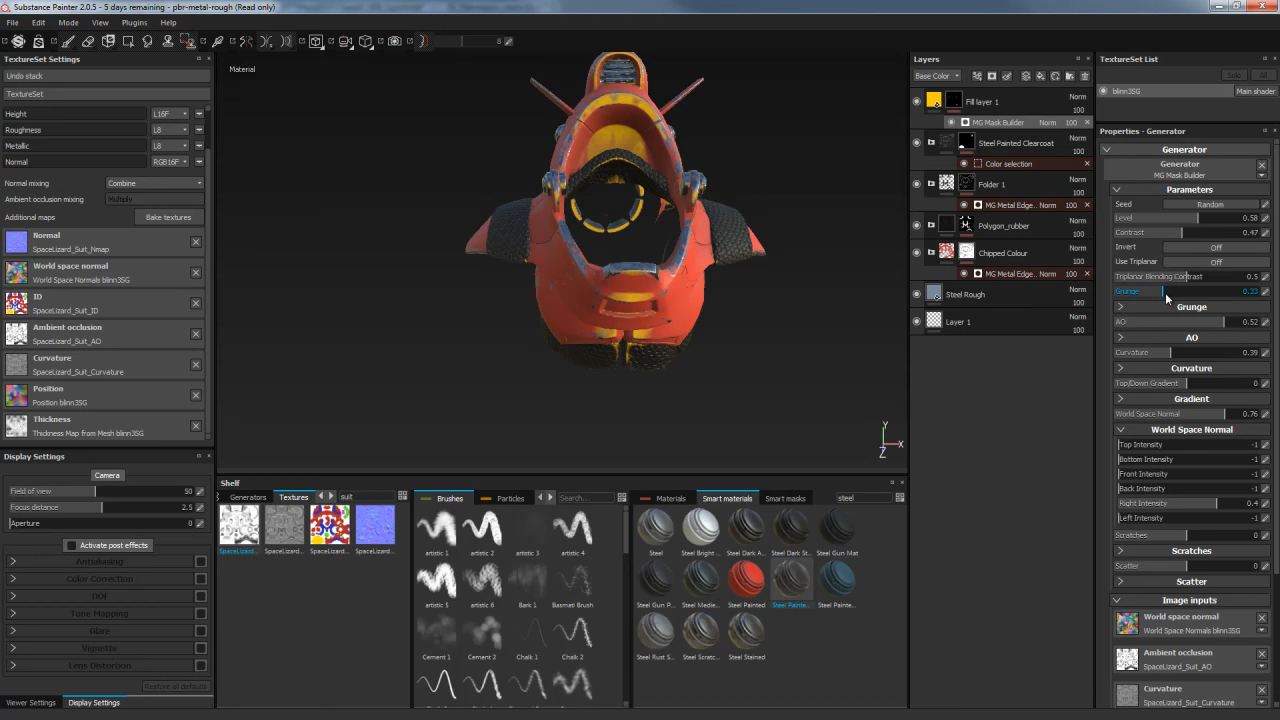 Substance Painter 2.0.5 - 5 days remaining - pbr-metal-rough (Read only)
File Edit Mode View Plugins Help
8
TextureSet Settings
Undo stack
TextureSet
Height L16F
Roughness L8
Metallic L8
Normal RGB16F
Normal mixing Combine
Ambient occlusion mixing Multiply
Additional maps Bake textures
Normal
SpaceLizard_Suit_Nmap
World space normal
World Space Normals blinn3SG
ID
SpaceLizard_Suit_ID
Ambient occlusion
SpaceLizard_Suit_AO
Curvature
SpaceLizard_Suit_Curvature
Position
Position blinn3SG
Thickness
Thickness Map from Mesh blinn3SG
Display Settings
Camera
Field of view 50
Focus distance 2.5
Aperture 0
Activate post effects
Antialiasing
Color Correction
DOF
Tone Mapping
Glare
Vignette
Lens Distortion
Restore all defaults
Viewer Settings Display Settings
Material
Y
X
Z
Shelf
Generators Textures suit
SpaceLizard... SpaceLizard... SpaceLizard... SpaceLizard...
Brushes Particles Search...
artistic 1 artistic 2 artistic 3 artistic 4
artistic 5 artistic 6 Bark 1 Basmati Brush
Cement 1 Cement 2 Chalk 1 Chalk 2
Materials Smart materials Smart masks steel
Steel Steel Bright ... Steel Dark A... Steel Dark St... Steel Gun Mat
Steel Gun P... Steel Medie... Steel Painted Steel Painte... Steel Painte...
Steel Rust S... Steel Scratc... Steel Stained
Layers
Base Color
Fill layer 1 Norm 100
MG Mask Builder Norm 100
Steel Painted Clearcoat Norm 100
Color selection
Folder 1 Norm 100
MG Metal Edge... Norm 100
Polygon_rubber Norm 100
Chipped Colour Norm 100
MG Metal Edge... Norm 100
Steel Rough Norm 100
Layer 1 Norm 100
TextureSet List
Solo All
blinn3SG Main shader
Properties - Generator
Generator
Generator
MG Mask Builder
Parameters
Seed Random
Level 0.58
Contrast 0.47
Invert Off
Use Triplanar Off
Triplanar Blending Contrast 0.5
Grunge 0.33
Grunge
AO 0.52
AO
Curvature 0.39
Curvature
Top/Down Gradient 0
Gradient
World Space Normal 0.76
World Space Normal
Top Intensity -1
Bottom Intensity -1
Front Intensity -1
Back Intensity -1
Right Intensity 0.4
Left Intensity -1
Scratches 0
Scratches
Scatter 0
Scatter
Image inputs
World space normal
World Space Normals blinn3SG
Ambient occlusion
SpaceLizard_Suit_AO
Curvature
SpaceLizard_Suit_Curvature